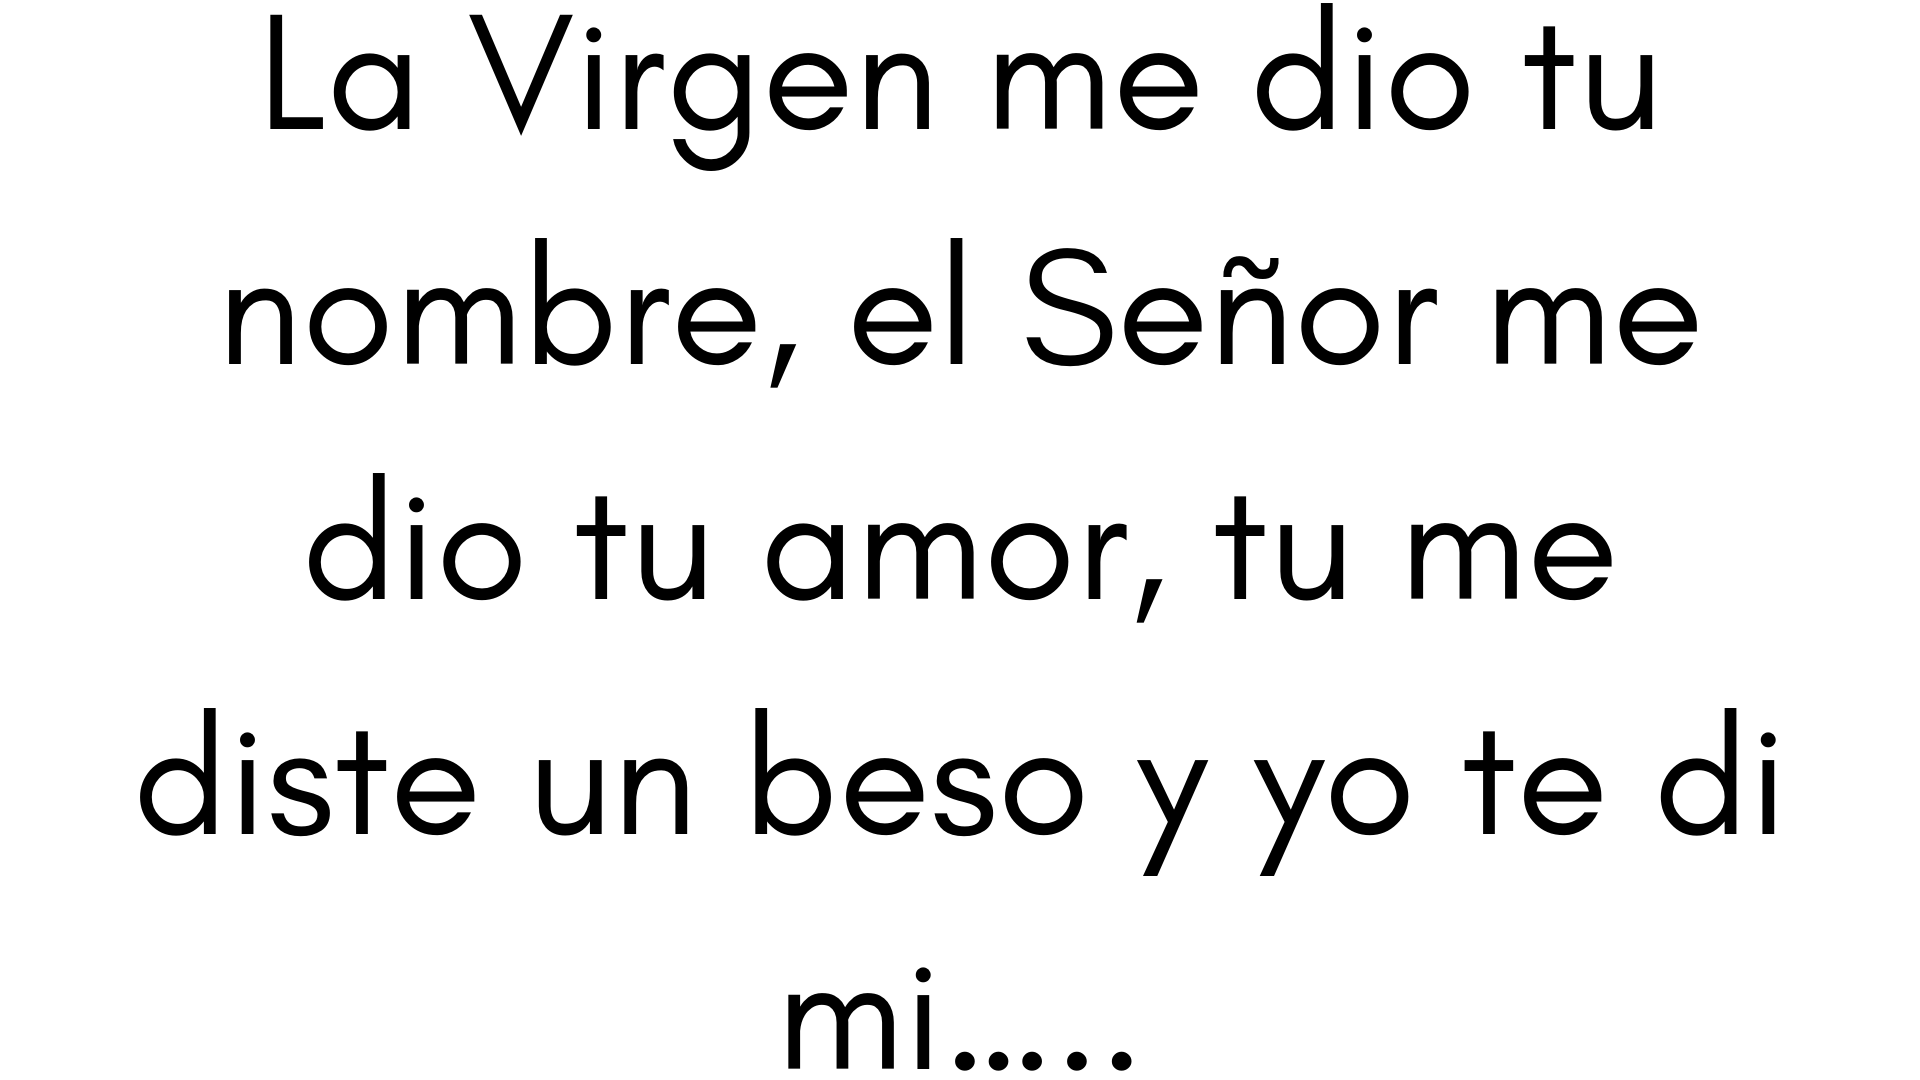 La Virgen me dio tu
nombre, el Señor me
dio tu amor, tu me
diste un beso y yo te di
mi.....